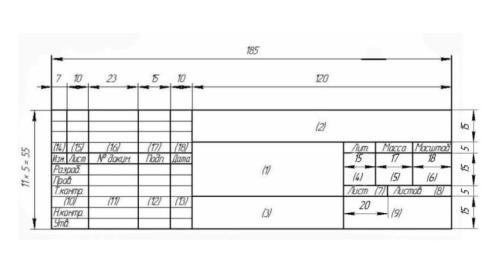 185
7 10 23 15 10 120
11 × 5 = 55
(2)
15
(14) (15) (16) (17) (18)
Лит. Масса Масштаб
5
Изм. Лист № докум. Подп. Дата
(1)
15 17 18
15
Разраб.
Пров.
(4) (5) (6)
Т.контр.
Лист (7) Листов (8)
5
(10) (11) (12) (13)
(3)
20
(9)
15
Н.контр.
Утв.